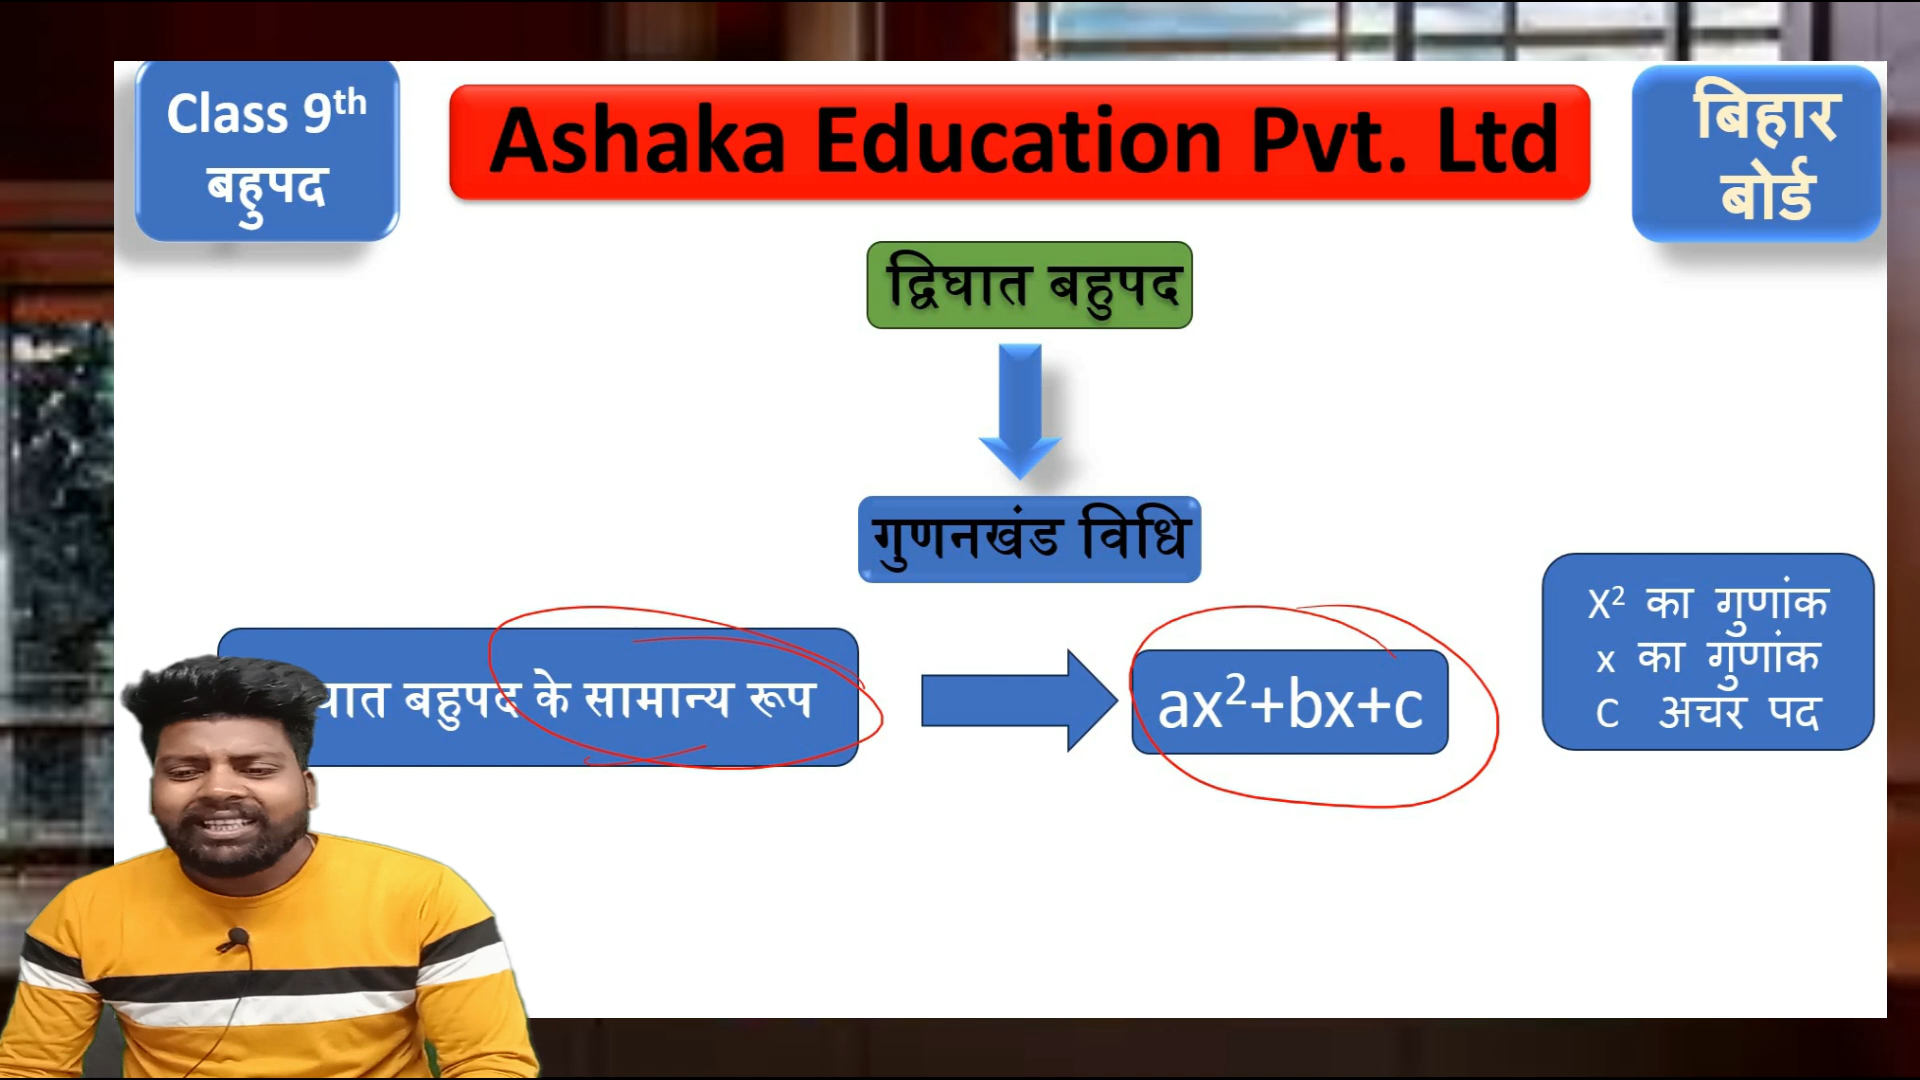 Class 9th
बहुपद
Ashaka Education Pvt. Ltd
बिहार
बोर्ड
द्विघात बहुपद
गुणनखंड विधि
बहुपद के सामान्य रूप
ax²+bx+c
X² का गुणांक
x का गुणांक
C अचर पद